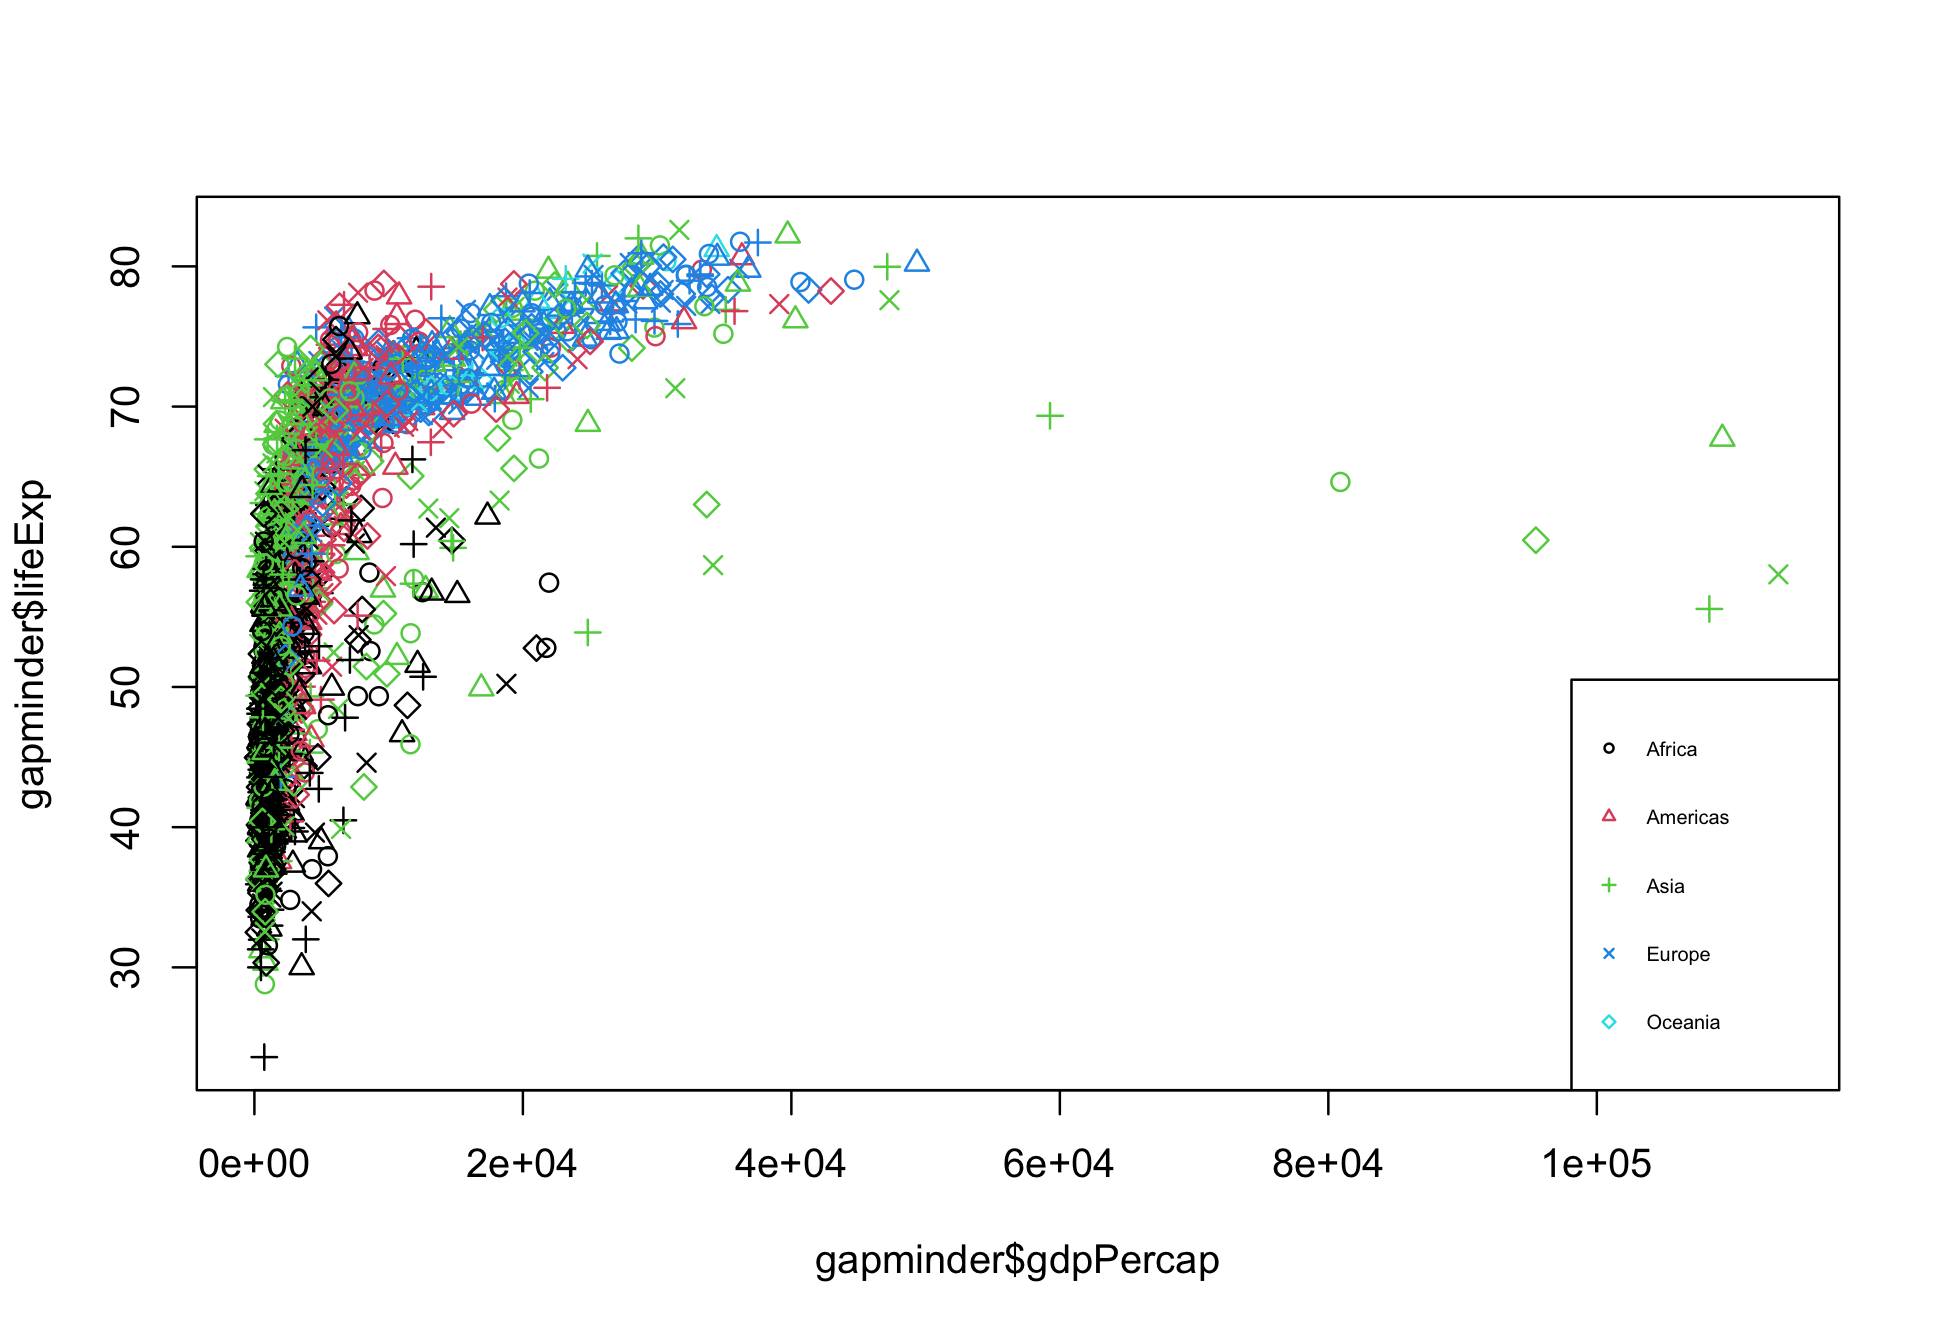 gapminder$lifeExp
80
70
60
50
40
30
Africa
Americas
Asia
Europe
Oceania
0e+00 2e+04 4e+04 6e+04 8e+04 1e+05
gapminder$gdpPercap